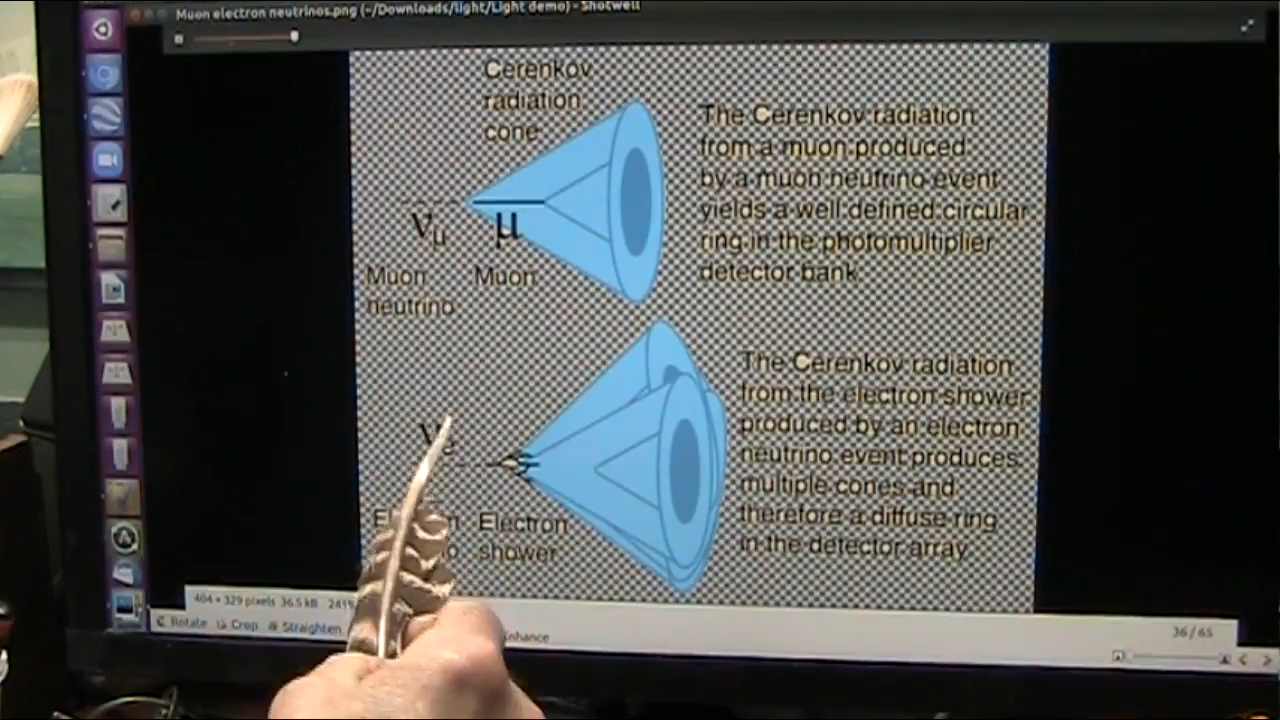 Muon electron neutrinos.png (~/Downloads/light/Light demo) - Shotwell
Cerenkov
radiation
cone
The Cerenkov radiation
from a muon produced
by a muon neutrino event
yields a well defined circular
ring in the photomultiplier
detector bank
νμ
μ
Muon
neutrino
Muon
The Cerenkov radiation
from the electron shower
produced by an electron
neutrino event produces
multiple cones and
therefore a diffuse ring
in the detector array.
Electron
shower
404 × 329 pixels 36.5 kB 241%
Rotate Crop Straighten
Enhance
36 / 65